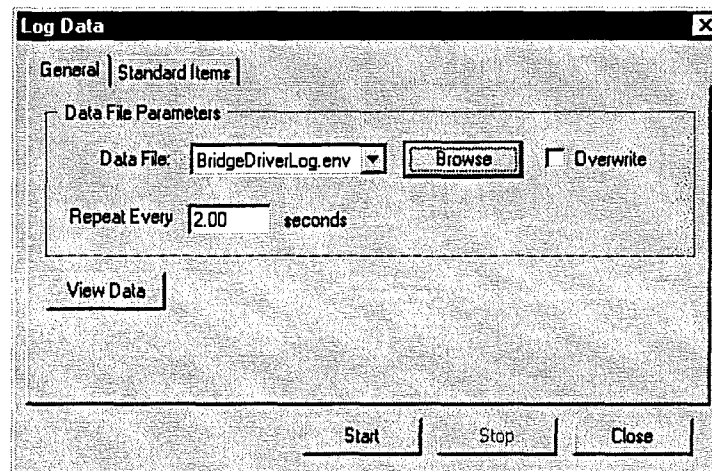 Log Data
General Standard Items
Data File Parameters
Data File: BridgeDriverLog.env Browse Overwrite
Repeat Every 2.00 seconds
View Data
Start Stop Close